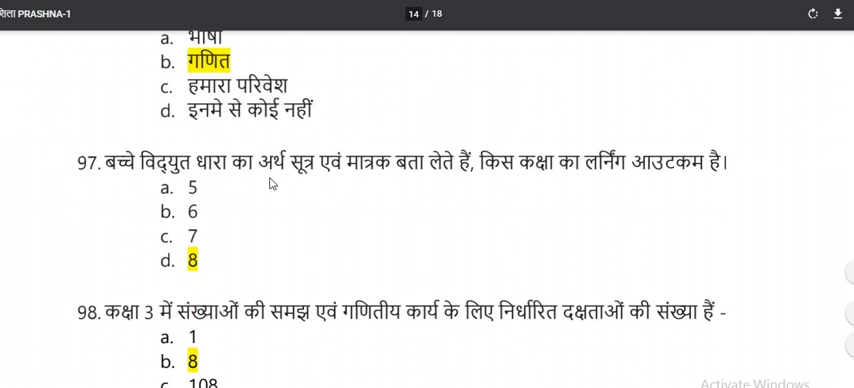 शिला PRASHNA-1 14 / 18
a. भाषा
b. गणित
c. हमारा परिवेश
d. इनमे से कोई नहीं
97. बच्चे विद्युत धारा का अर्थ सूत्र एवं मात्रक बता लेते हैं, किस कक्षा का लर्निंग आउटकम है।
a. 5
b. 6
c. 7
d. 8
98. कक्षा 3 में संख्याओं की समझ एवं गणितीय कार्य के लिए निर्धारित दक्षताओं की संख्या हैं -
a. 1
b. 8
c. 108
Activate Windows